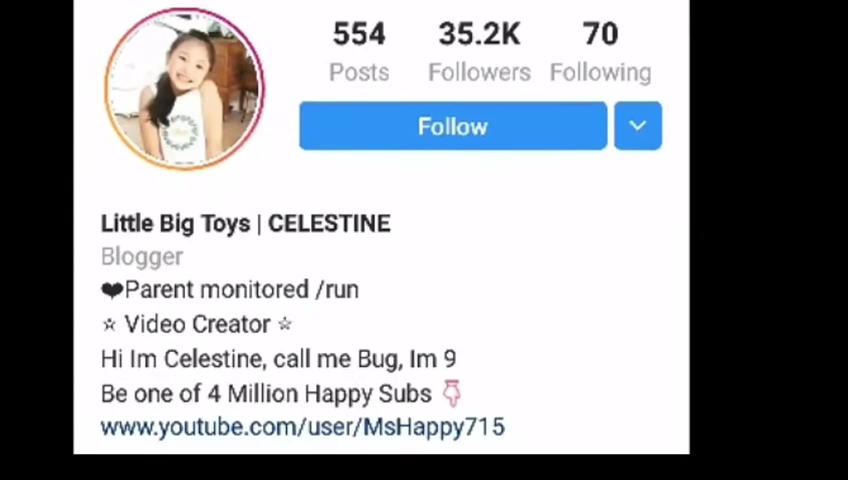 554 35.2K 70
Posts Followers Following
Follow
Little Big Toys | CELESTINE
Blogger
❤Parent monitored /run
☆ Video Creator ☆
Hi Im Celestine, call me Bug, Im 9
Be one of 4 Million Happy Subs 👇
www.youtube.com/user/MsHappy715